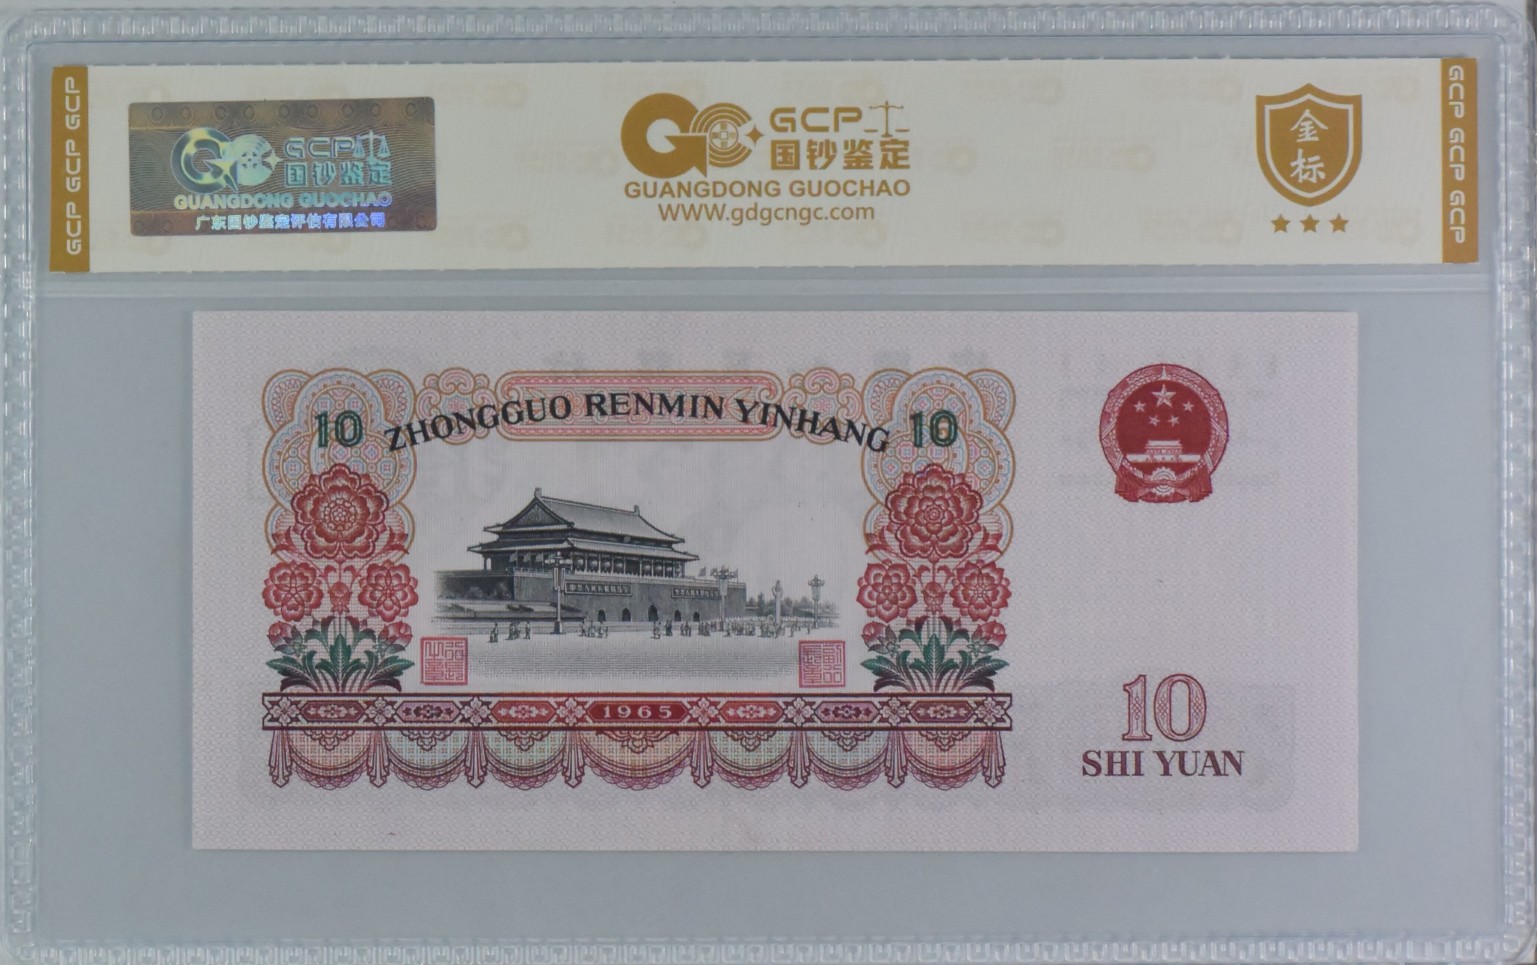 GCP GCP GCP
GCP
国钞鉴定
GUANGDONG GUOCHAO
广东国钞鉴定评估有限公司
GCP
国钞鉴定
GUANGDONG GUOCHAO
WWW.gdgcngc.com
金标
GCP GCP GCP
10 ZHONGGUO RENMIN YINHANG 10
1965
10
SHI YUAN